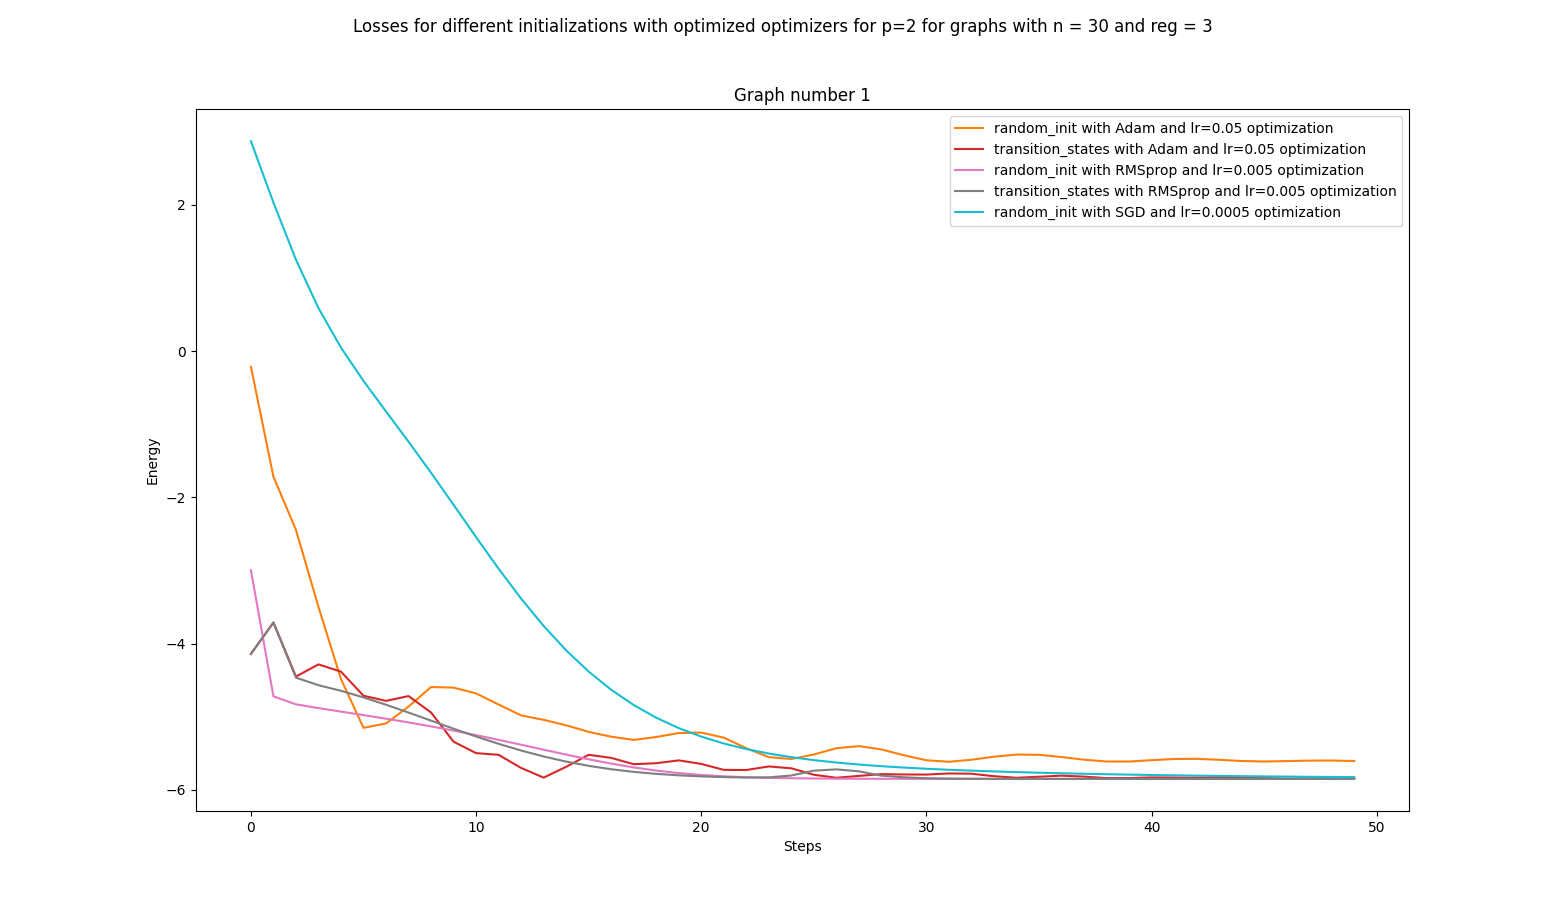 Losses for different initializations with optimized optimizers for p=2 for graphs with n = 30 and reg = 3
Graph number 1
random_init with Adam and lr=0.05 optimization
transition_states with Adam and lr=0.05 optimization
random_init with RMSprop and lr=0.005 optimization
transition_states with RMSprop and lr=0.005 optimization
random_init with SGD and lr=0.0005 optimization
Energy
2
0
−2
−4
−6
0 10 20 30 40 50
Steps